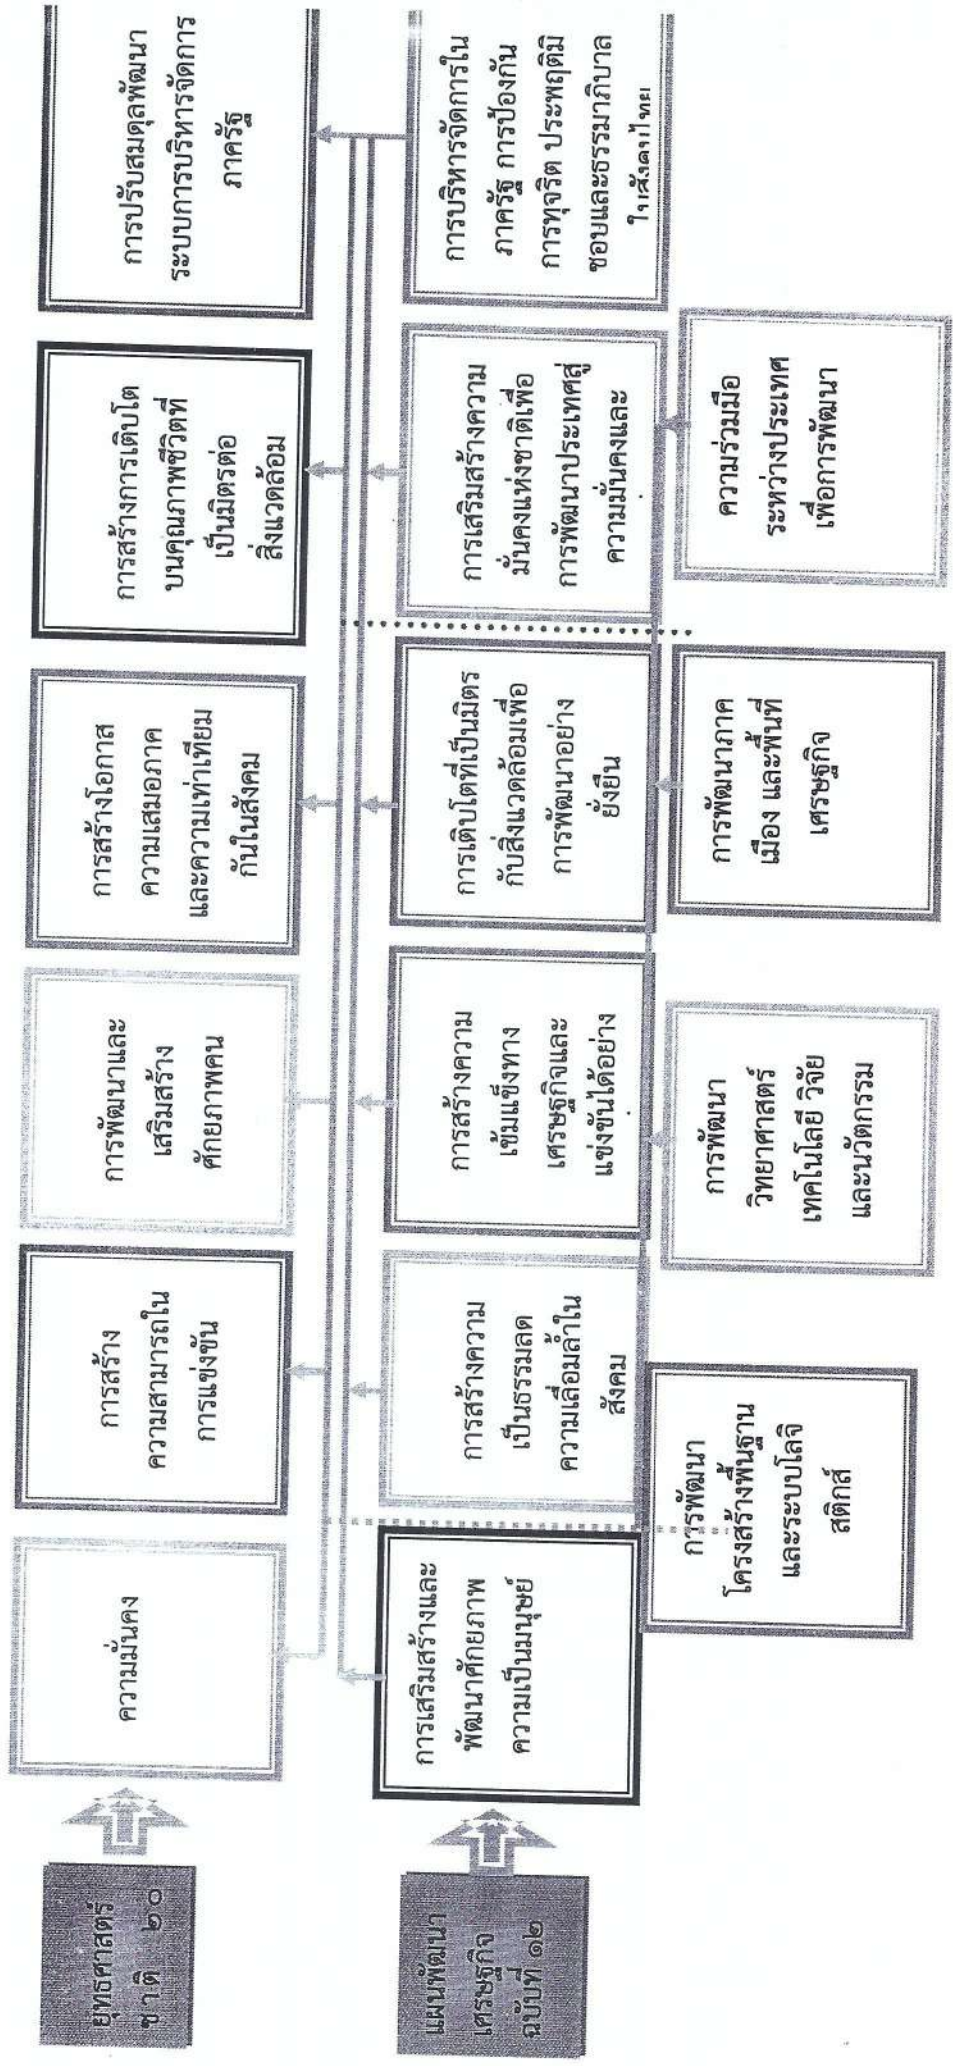 ยุทธศาสตร์
ชาติ ๒๐
ความมั่นคง
การสร้าง
ความสามารถใน
การแข่งขัน
การพัฒนาและ
เสริมสร้าง
ศักยภาพคน
การสร้างโอกาส
ความเสมอภาค
และความเท่าเทียม
กันในสังคม
การสร้างการเติบโต
บนคุณภาพชีวิตที่
เป็นมิตรต่อ
สิ่งแวดล้อม
การปรับสมดุลพัฒนา
ระบบการบริหารจัดการ
ภาครัฐ
แผนพัฒนา
เศรษฐกิจ
ฉบับที่ ๑๒
การเสริมสร้างและ
พัฒนาศักยภาพ
ความเป็นมนุษย์
การสร้างความ
เป็นธรรมลด
ความเลื่อมล้ำใน
สังคม
การสร้างความ
เข้มแข็งทาง
เศรษฐกิจและ
แข่งขันได้อย่าง
การเติบโตที่เป็นมิตร
กับสิ่งแวดล้อมเพื่อ
การพัฒนาอย่าง
ยั่งยืน
การเสริมสร้างความ
มั่นคงแห่งชาติเพื่อ
การพัฒนาประเทศสู่
ความมั่นคงและ
การบริหารจัดการใน
ภาครัฐ การป้องกัน
การทุจริต ประพฤติมิ
ชอบและธรรมาภิบาล
ในสังคมไทย
การพัฒนา
โครงสร้างพื้นฐาน
และระบบโลจิ
สติกส์
การพัฒนา
วิทยาศาสตร์
เทคโนโลยี วิจัย
และนวัตกรรม
การพัฒนาภาค
เมือง และพื้นที่
เศรษฐกิจ
ความร่วมมือ
ระหว่างประเทศ
เพื่อการพัฒนา